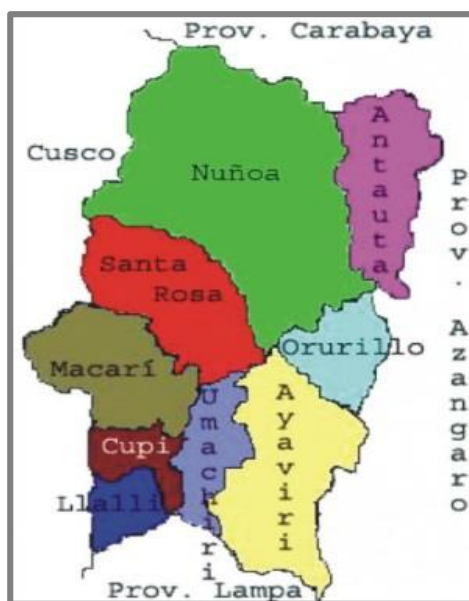 Prov. Carabaya
Cusco
Nuñoa
Antauta
Prov. Azangaro
Santa
Rosa
Orurillo
Macarí
Umachiri
Ayaviri
Cupi
Llalli
Prov. Lampa